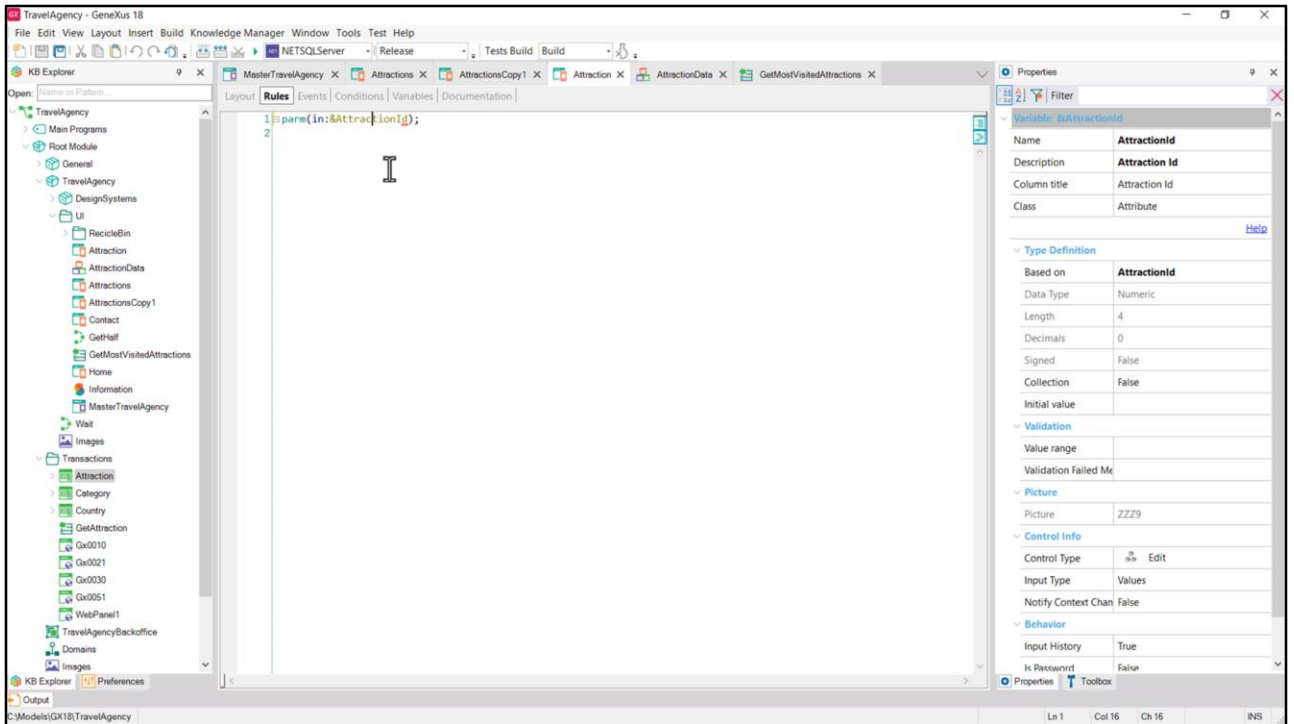 GX TravelAgency - GeneXus 18
File Edit View Layout Insert Build Knowledge Manager Window Tools Test Help
NETSQLServer Release Tests Build Build
KB Explorer
Open: Name or Pattern...
TravelAgency
Main Programs
Root Module
General
TravelAgency
DesignSystems
UI
RecicleBin
Attraction
AttractionData
Attractions
AttractionsCopy1
Contact
GetHalf
GetMostVisitedAttractions
Home
Information
MasterTravelAgency
Wait
Images
Transactions
Attraction
Category
Country
GetAttraction
Gx0010
Gx0021
Gx0030
Gx0051
WebPanel1
TravelAgencyBackoffice
Domains
Images
KB Explorer Preferences
MasterTravelAgency Attractions AttractionsCopy1 Attraction AttractionData GetMostVisitedAttractions
Layout Rules Events Conditions Variables Documentation
1 parm(in:&AttractionId);
2
Properties
Filter
Variable: &AttractionId
Name AttractionId
Description Attraction Id
Column title Attraction Id
Class Attribute
Help
Type Definition
Based on AttractionId
Data Type Numeric
Length 4
Decimals 0
Signed False
Collection False
Initial value
Validation
Value range
Validation Failed Me
Picture
Picture ZZZ9
Control Info
Control Type Edit
Input Type Values
Notify Context Chan False
Behavior
Input History True
Is Password False
Properties Toolbox
Output
C:\Models\GX18\TravelAgency Ln 1 Col 16 Ch 16 INS